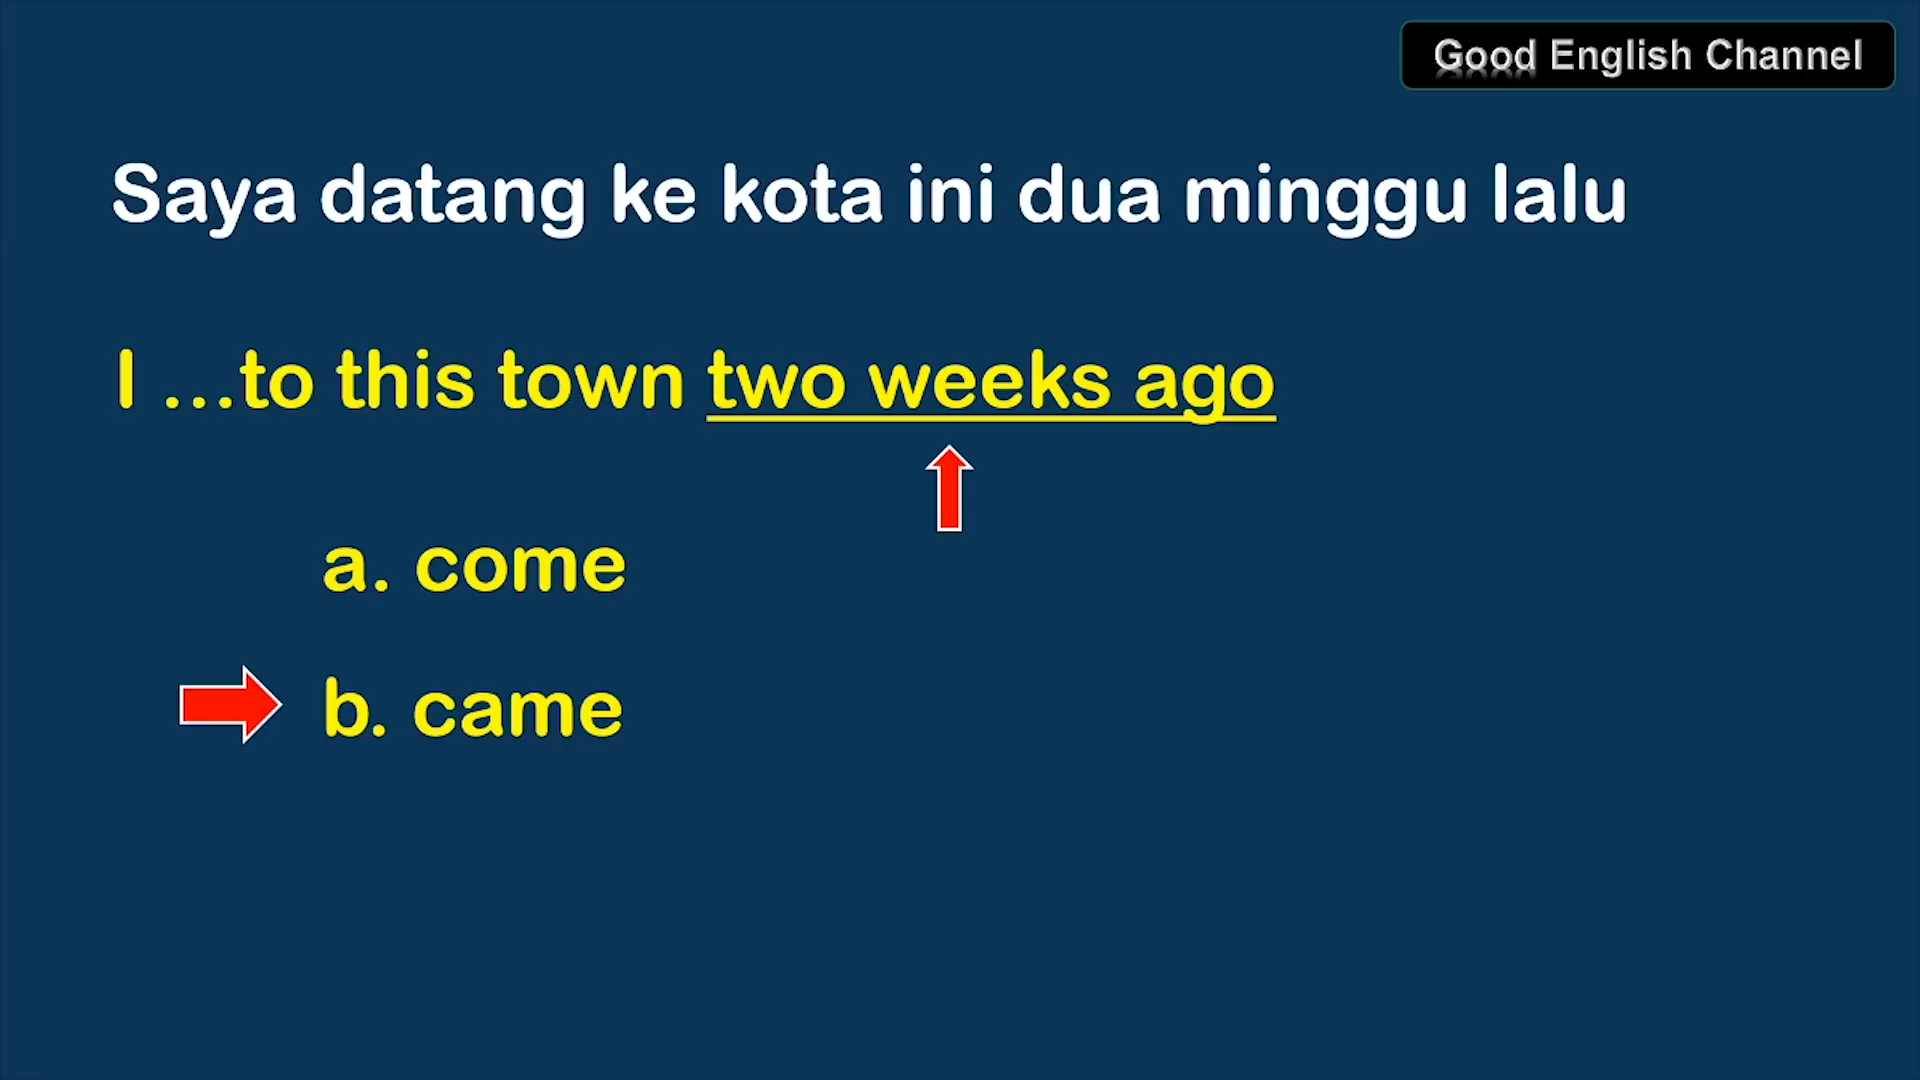 Good English Channel
Saya datang ke kota ini dua minggu lalu
I ...to this town two weeks ago
a. come
b. came